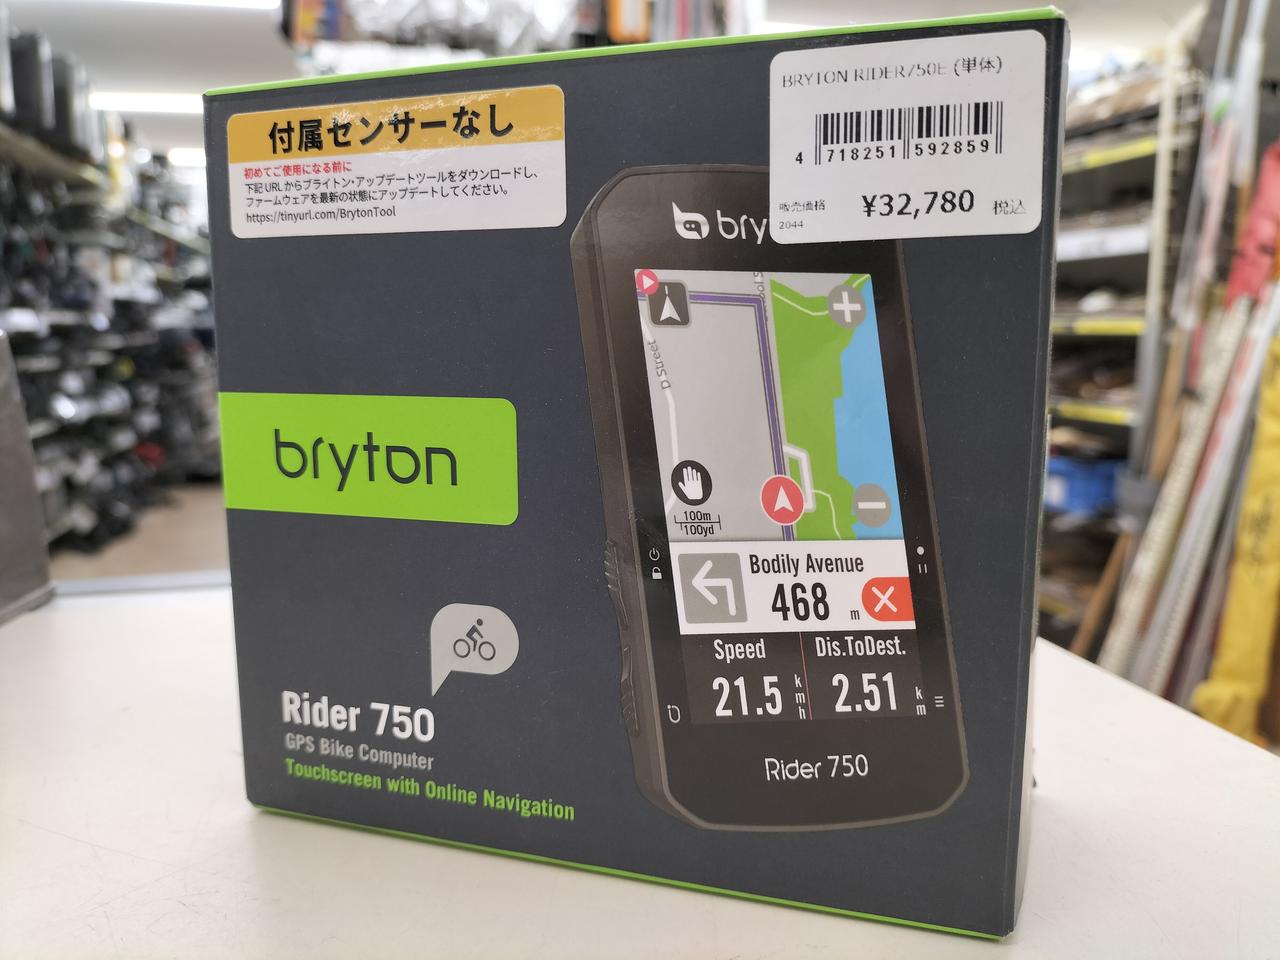 付属センサーなし
初めてご使用になる前に
下記 URL からブライトン・アップデートツールをダウンロードし、
ファームウェアを最新の状態にアップデートしてください。
https://tinyurl.com/BrytonTool
BRYTON RIDER750E (単体)
4 718251 592859
販売価格 ¥32,780 税込
2044
bry
D Street
100m
100yd
Bodily Avenue
468 m
Speed Dis.ToDest.
21.5 km/h 2.51 km
Rider 750
bryton
Rider 750
GPS Bike Computer
Touchscreen with Online Navigation